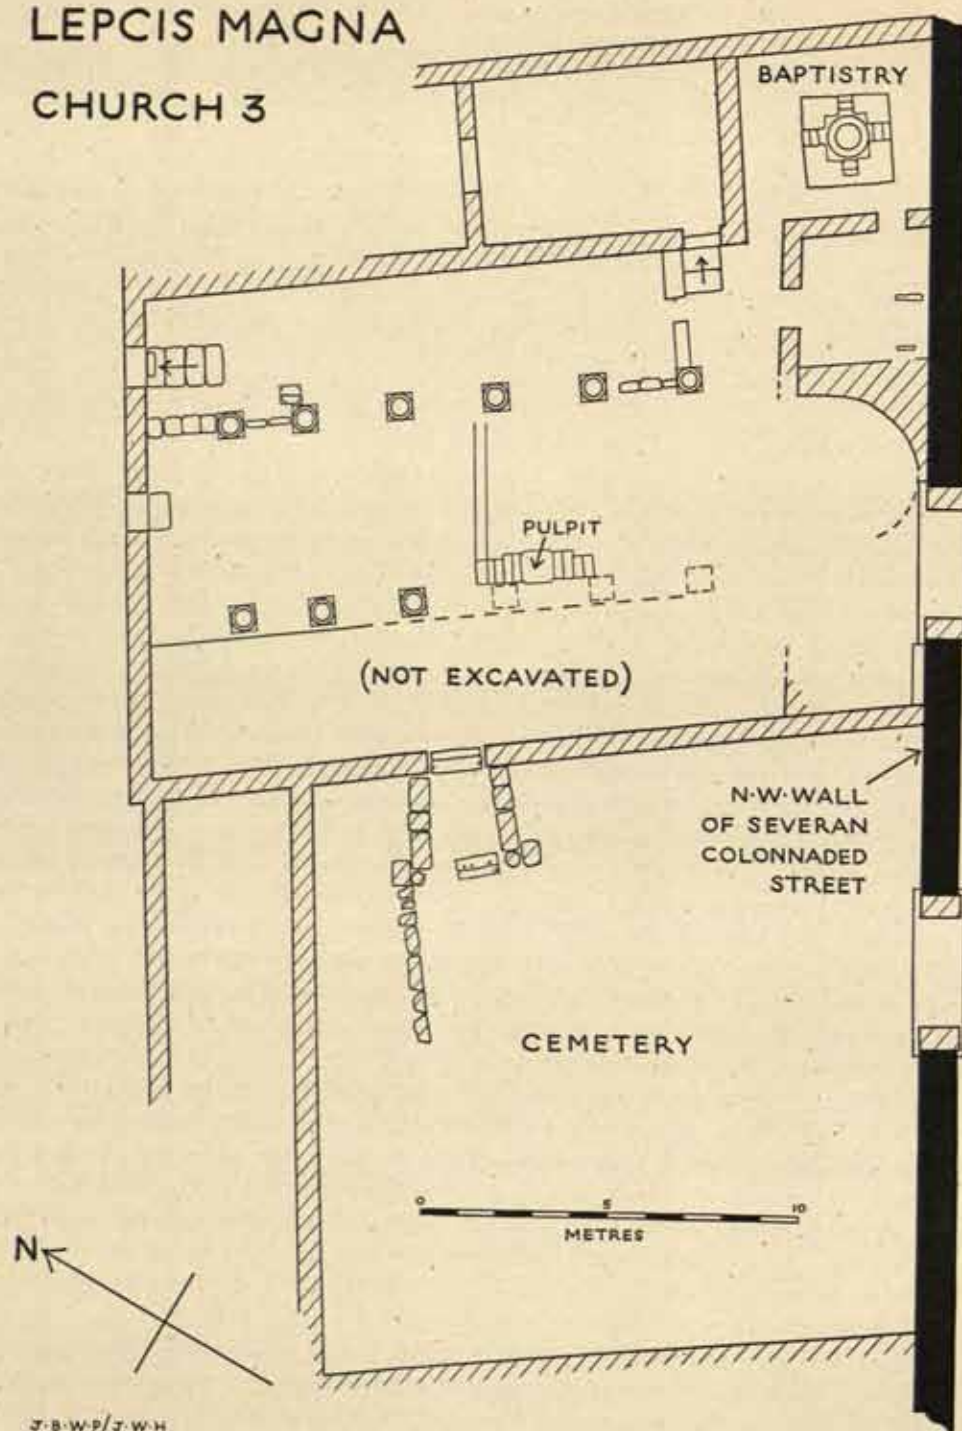 LEPCIS MAGNA
CHURCH 3
BAPTISTRY
PULPIT
(NOT EXCAVATED)
N·W·WALL
OF SEVERAN
COLONNADED
STREET
CEMETERY
0 5 10
METRES
N
J·B·W·P/J·W·H